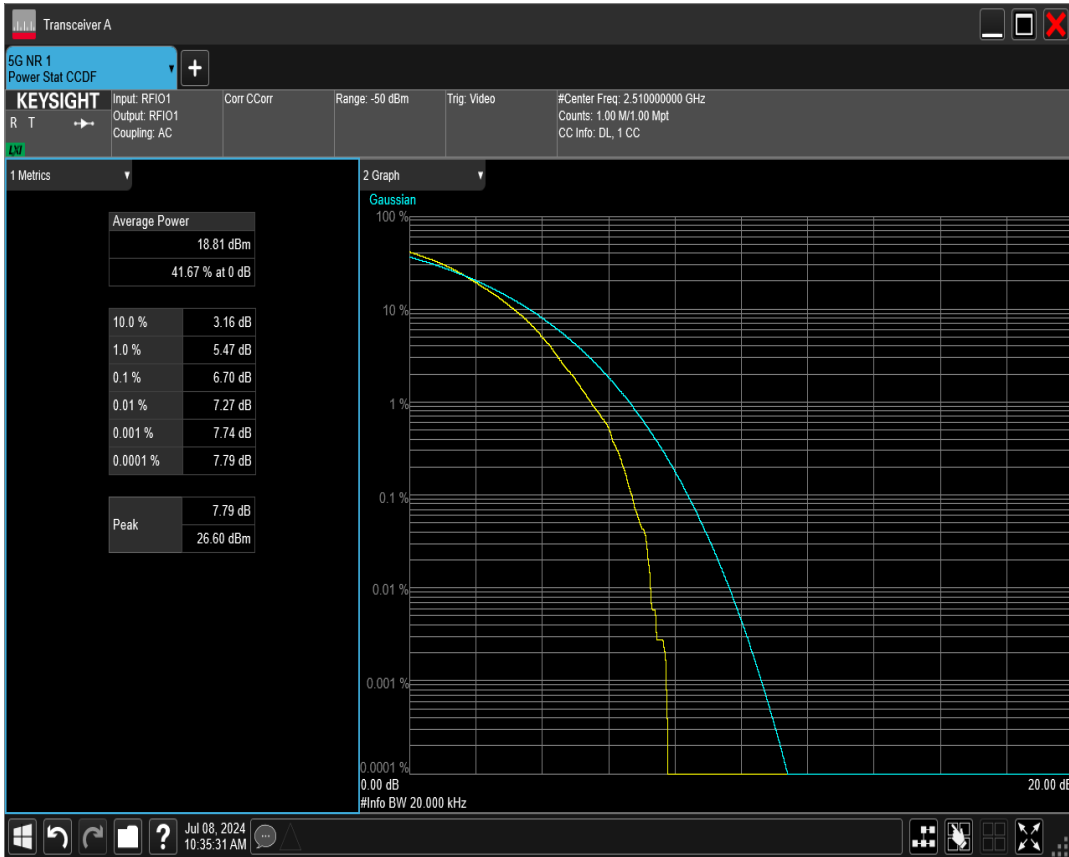 Transceiver A
5G NR 1
Power Stat CCDF
KEYSIGHT
R T
LXI
Input: RFIO1
Output: RFIO1
Coupling: AC
Corr CCorr
Range: -50 dBm
Trig: Video
#Center Freq: 2.510000000 GHz
Counts: 1.00 M/1.00 Mpt
CC Info: DL, 1 CC
1 Metrics
Average Power
18.81 dBm
41.67 % at 0 dB
10.0 % 3.16 dB
1.0 % 5.47 dB
0.1 % 6.70 dB
0.01 % 7.27 dB
0.001 % 7.74 dB
0.0001 % 7.79 dB
Peak 7.79 dB
26.60 dBm
2 Graph
Gaussian
100 %
10 %
1 %
0.1 %
0.01 %
0.001 %
0.0001 %
0.00 dB 20.00 dB
#Info BW 20.000 kHz
Jul 08, 2024
10:35:31 AM